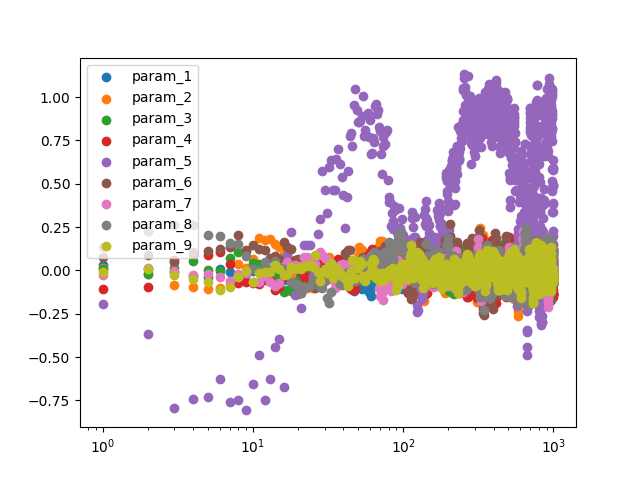 param_1
param_2
param_3
param_4
param_5
param_6
param_7
param_8
param_9
1.00
0.75
0.50
0.25
0.00
−0.25
−0.50
−0.75
10⁰ 10¹ 10² 10³